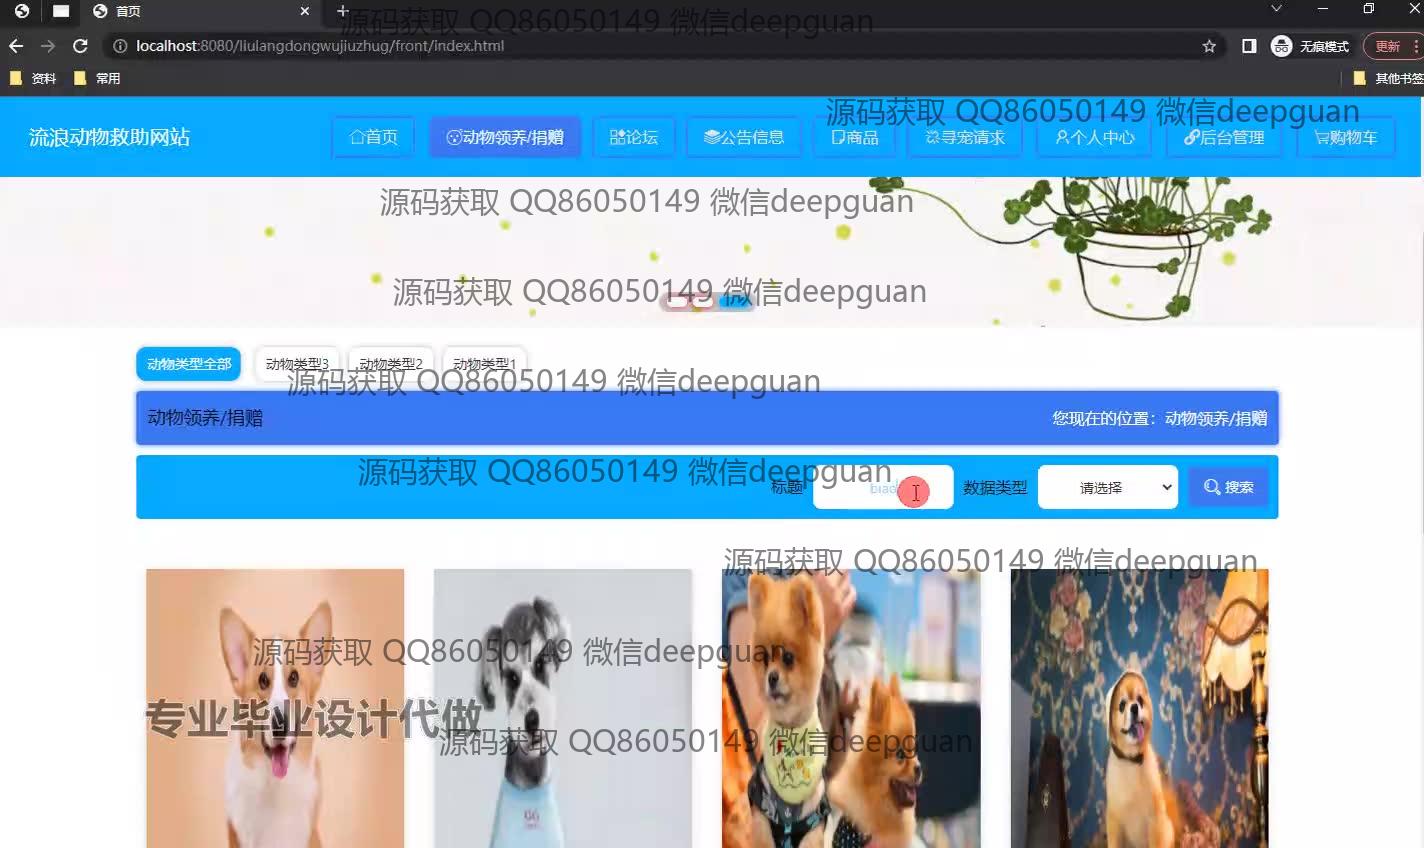 首页
源码获取 QQ86050149 微信deepguan
localhost:8080/liulangdongwujiuzhug/front/index.html
无痕模式
更新
资料
常用
其他书签
源码获取 QQ86050149 微信deepguan
流浪动物救助网站
首页
动物领养/捐赠
论坛
公告信息
商品
寻宠请求
个人中心
后台管理
购物车
源码获取 QQ86050149 微信deepguan
源码获取 QQ86050149 微信deepguan
动物类型全部
动物类型3
动物类型2
动物类型1
源码获取 QQ86050149 微信deepguan
动物领养/捐赠
您现在的位置：动物领养/捐赠
源码获取 QQ86050149 微信deepguan
标题
数据类型
请选择
搜索
源码获取 QQ86050149 微信deepguan
源码获取 QQ86050149 微信deepguan
专业毕业设计代做
源码获取 QQ86050149 微信deepguan